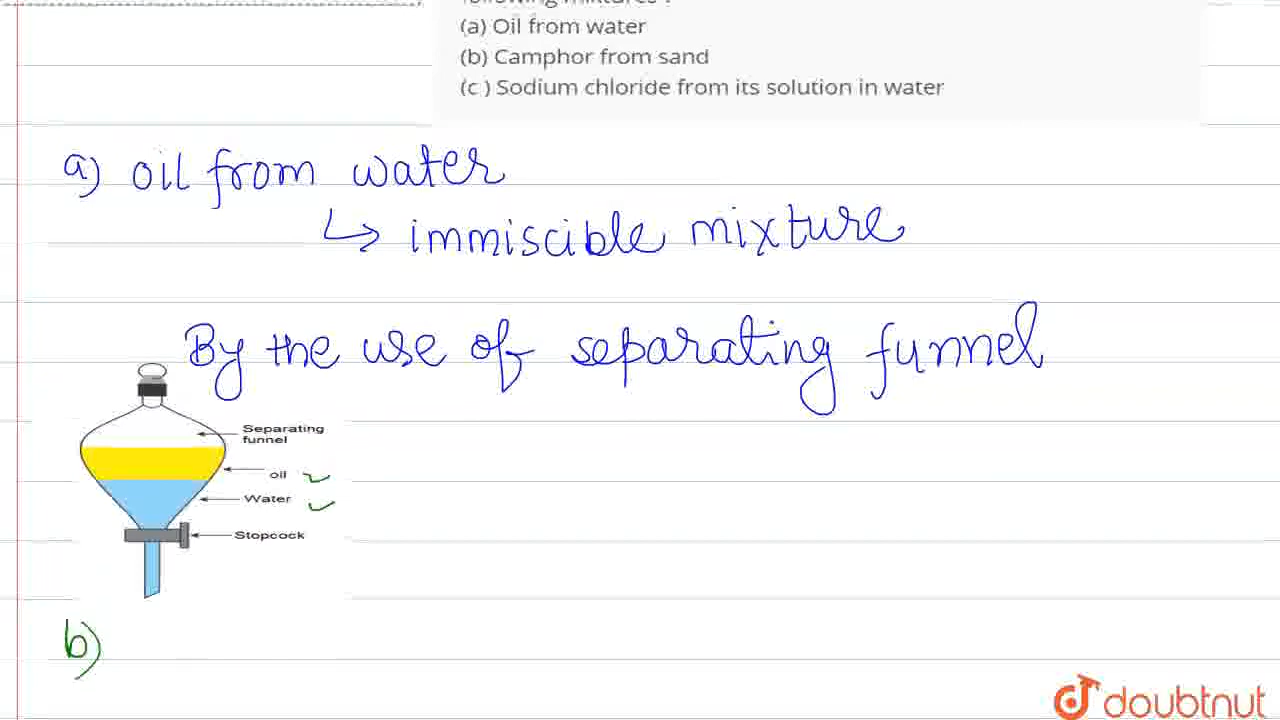 (a) Oil from water
(b) Camphor from sand
(c ) Sodium chloride from its solution in water
a) oil from water
↳ immiscible mixture
By the use of separating funnel
Separating
funnel
oil
Water
Stopcock
b)
doubtnut